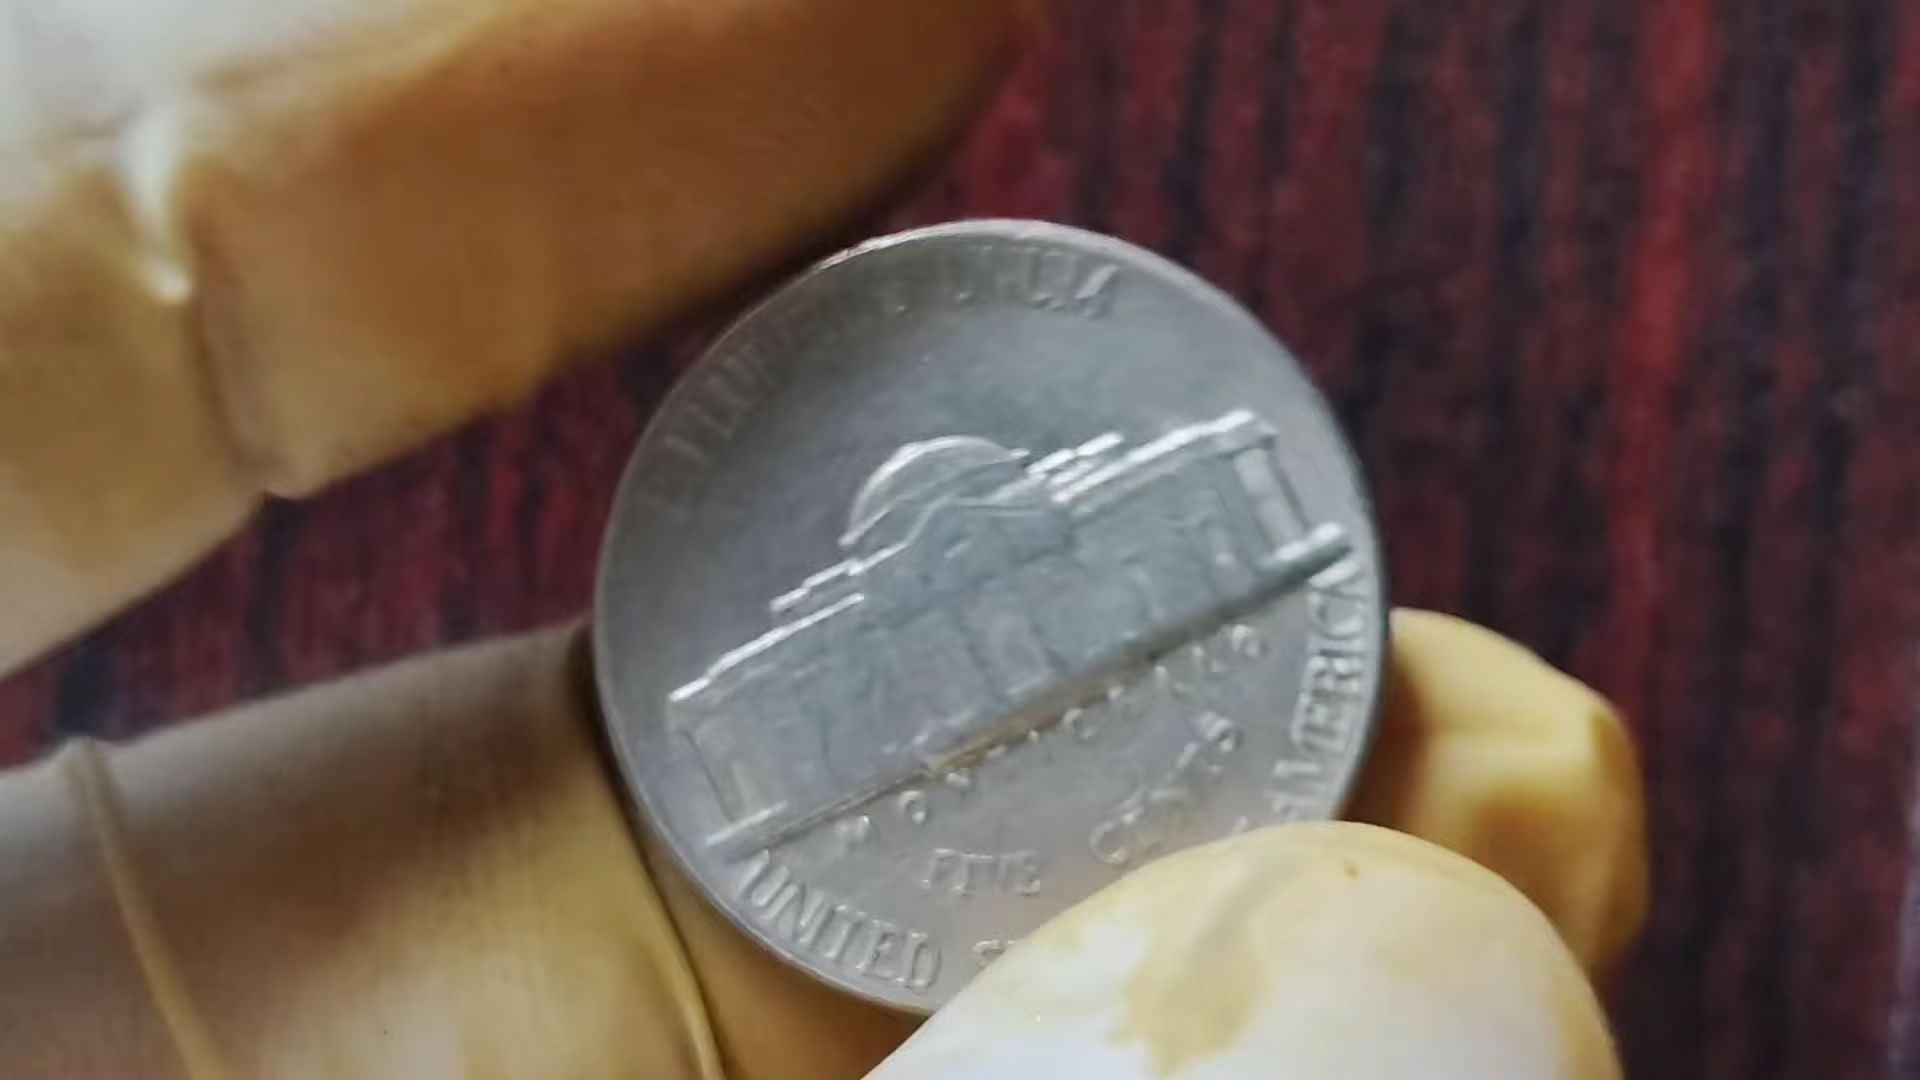 E PLURIBUS UNUM
MONTICELLO
FIVE CENTS
UNITED S
AMERICA